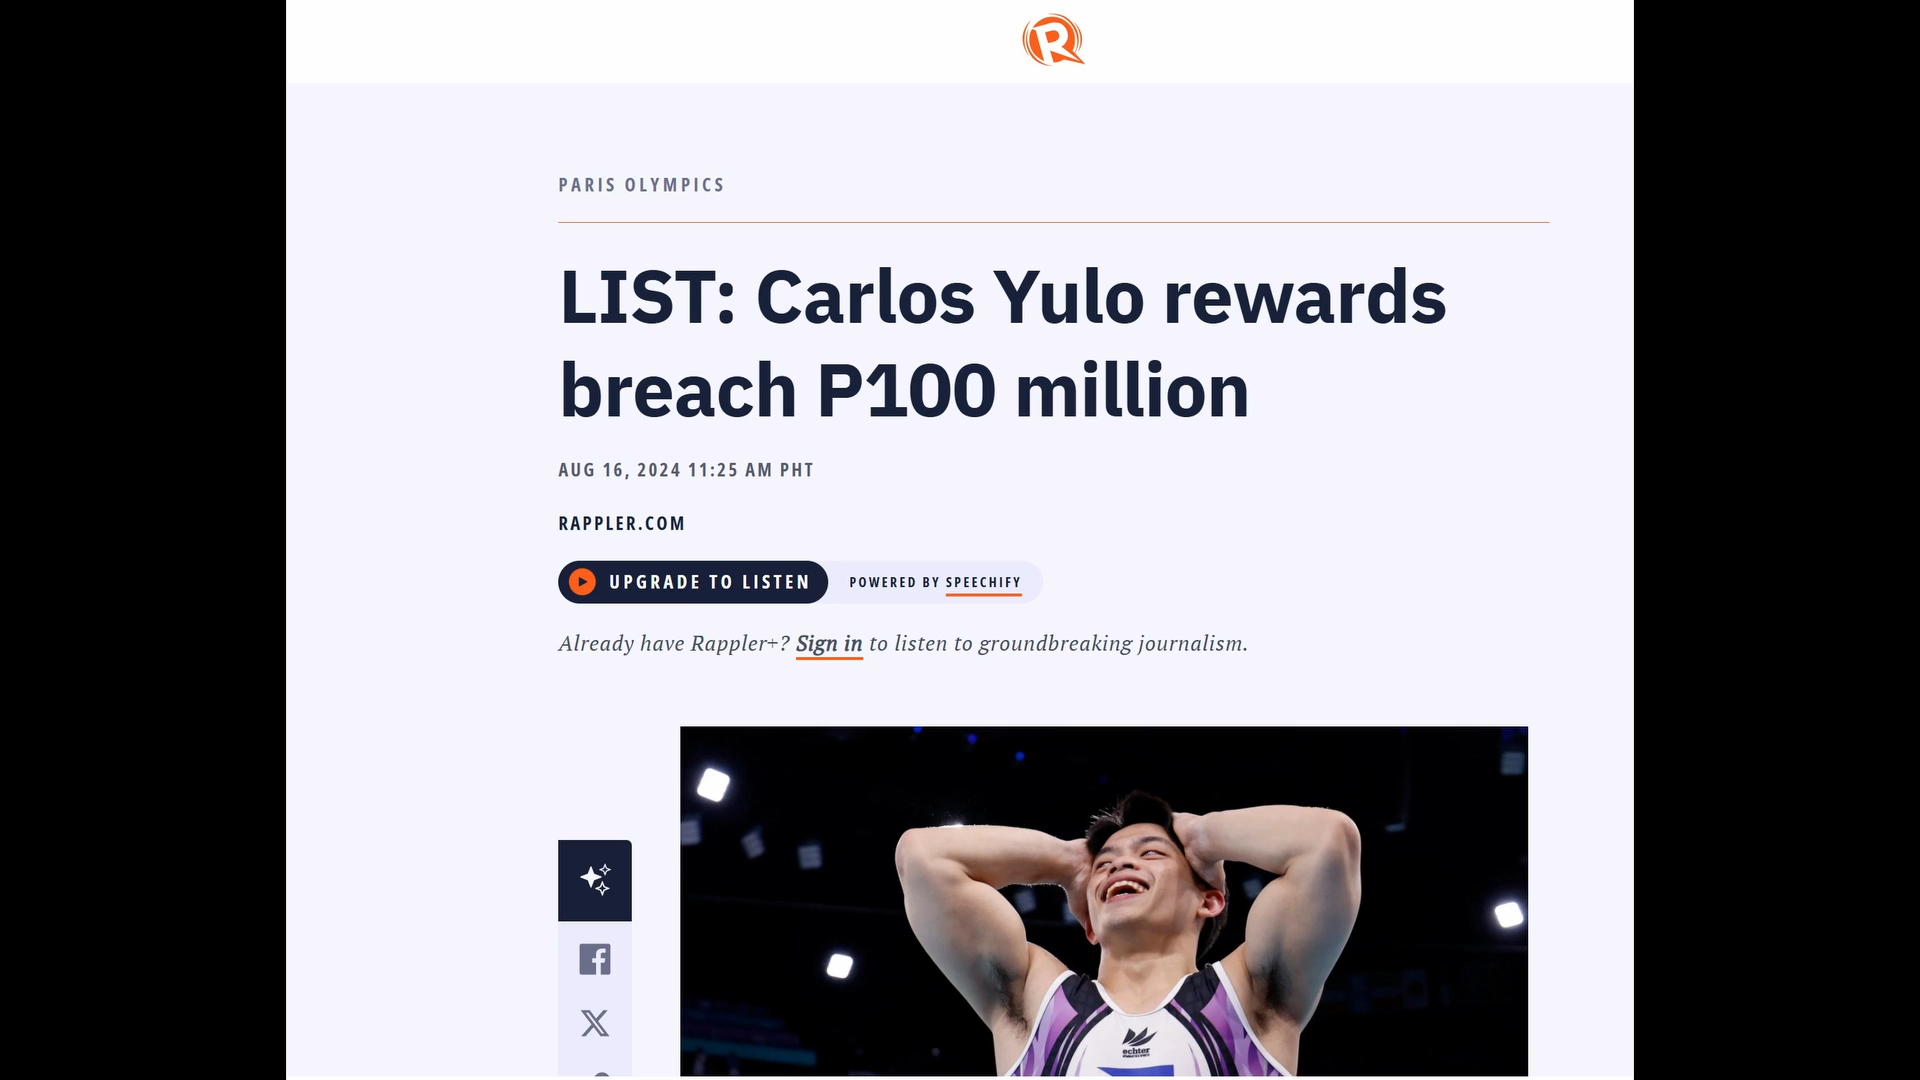 R
PARIS OLYMPICS
LIST: Carlos Yulo rewards
breach P100 million
AUG 16, 2024 11:25 AM PHT
RAPPLER.COM
UPGRADE TO LISTEN
POWERED BY SPEECHIFY
Already have Rappler+? Sign in to listen to groundbreaking journalism.
echter